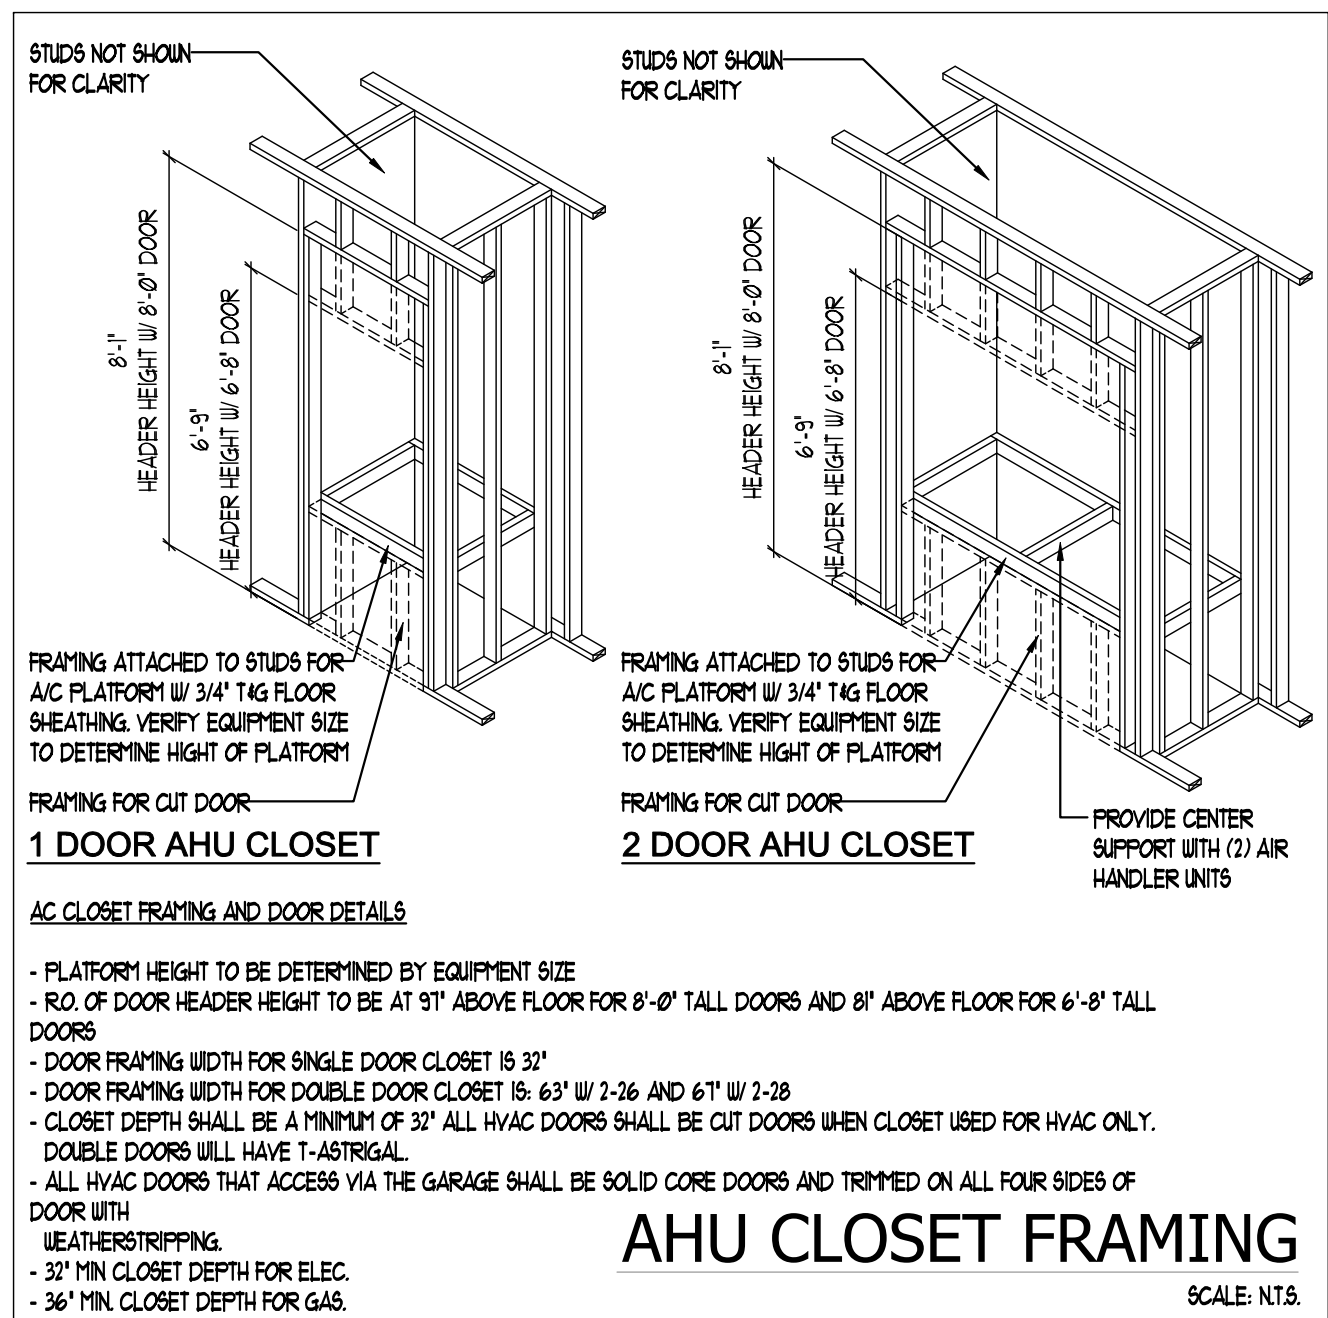 STUDS NOT SHOWN
FOR CLARITY
8'-1"
HEADER HEIGHT W/ 8'-0" DOOR
6'-9"
HEADER HEIGHT W/ 6'-8" DOOR
FRAMING ATTACHED TO STUDS FOR
A/C PLATFORM W/ 3/4" T&G FLOOR
SHEATHING. VERIFY EQUIPMENT SIZE
TO DETERMINE HIGHT OF PLATFORM
FRAMING FOR CUT DOOR
1 DOOR AHU CLOSET
STUDS NOT SHOWN
FOR CLARITY
8'-1"
HEADER HEIGHT W/ 8'-0" DOOR
6'-9"
HEADER HEIGHT W/ 6'-8" DOOR
FRAMING ATTACHED TO STUDS FOR
A/C PLATFORM W/ 3/4" T&G FLOOR
SHEATHING. VERIFY EQUIPMENT SIZE
TO DETERMINE HIGHT OF PLATFORM
FRAMING FOR CUT DOOR
2 DOOR AHU CLOSET
PROVIDE CENTER
SUPPORT WITH (2) AIR
HANDLER UNITS
AC CLOSET FRAMING AND DOOR DETAILS
- PLATFORM HEIGHT TO BE DETERMINED BY EQUIPMENT SIZE
- R.O. OF DOOR HEADER HEIGHT TO BE AT 97" ABOVE FLOOR FOR 8'-0" TALL DOORS AND 81" ABOVE FLOOR FOR 6'-8" TALL
DOORS
- DOOR FRAMING WIDTH FOR SINGLE DOOR CLOSET IS 32"
- DOOR FRAMING WIDTH FOR DOUBLE DOOR CLOSET IS: 63" W/ 2-26 AND 67" W/ 2-28
- CLOSET DEPTH SHALL BE A MINIMUM OF 32" ALL HVAC DOORS SHALL BE CUT DOORS WHEN CLOSET USED FOR HVAC ONLY.
DOUBLE DOORS WILL HAVE T-ASTRIGAL.
- ALL HVAC DOORS THAT ACCESS VIA THE GARAGE SHALL BE SOLID CORE DOORS AND TRIMMED ON ALL FOUR SIDES OF
DOOR WITH
WEATHERSTRIPPING.
- 32" MIN CLOSET DEPTH FOR ELEC.
- 36" MIN. CLOSET DEPTH FOR GAS.
AHU CLOSET FRAMING
SCALE: N.T.S.